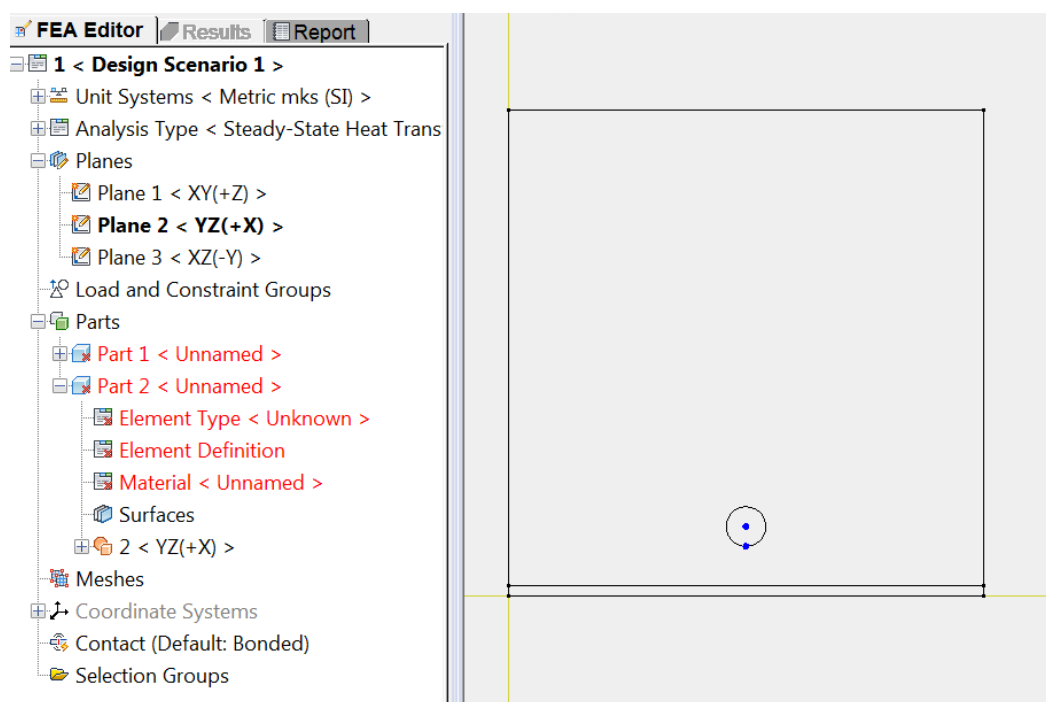 FEA Editor Results Report
1 < Design Scenario 1 >
Unit Systems < Metric mks (SI) >
Analysis Type < Steady-State Heat Trans
Planes
Plane 1 < XY(+Z) >
Plane 2 < YZ(+X) >
Plane 3 < XZ(-Y) >
Load and Constraint Groups
Parts
Part 1 < Unnamed >
Part 2 < Unnamed >
Element Type < Unknown >
Element Definition
Material < Unnamed >
Surfaces
2 < YZ(+X) >
Meshes
Coordinate Systems
Contact (Default: Bonded)
Selection Groups